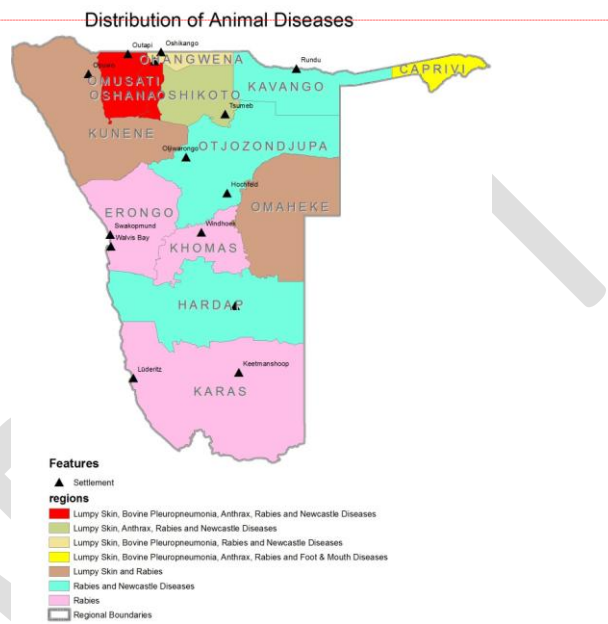 Distribution of Animal Diseases
Outapi
Oshikango
OHANGWENA
Rundu
CAPRIVI
Opuwo
OMUSATI
KAVANGO
OSHANA
OSHIKOTO
Tsumeb
KUNENE
Otjiwarongo
OTJOZONDJUPA
Hochfeld
OMAHEKE
ERONGO
Swakopmund
Windhoek
Walvis Bay
KHOMAS
HARDAP
Keetmanshoop
Lüderitz
KARAS
Features
Settlement
regions
Lumpy Skin, Bovine Pleuropneumonia, Anthrax, Rabies and Newcastle Diseases
Lumpy Skin, Anthrax, Rabies and Newcastle Diseases
Lumpy Skin, Bovine Pleuropneumonia, Rabies and Newcastle Diseases
Lumpy Skin, Bovine Pleuropneumonia, Anthrax, Rabies and Foot & Mouth Diseases
Lumpy Skin and Rabies
Rabies and Newcastle Diseases
Rabies
Regional Boundaries